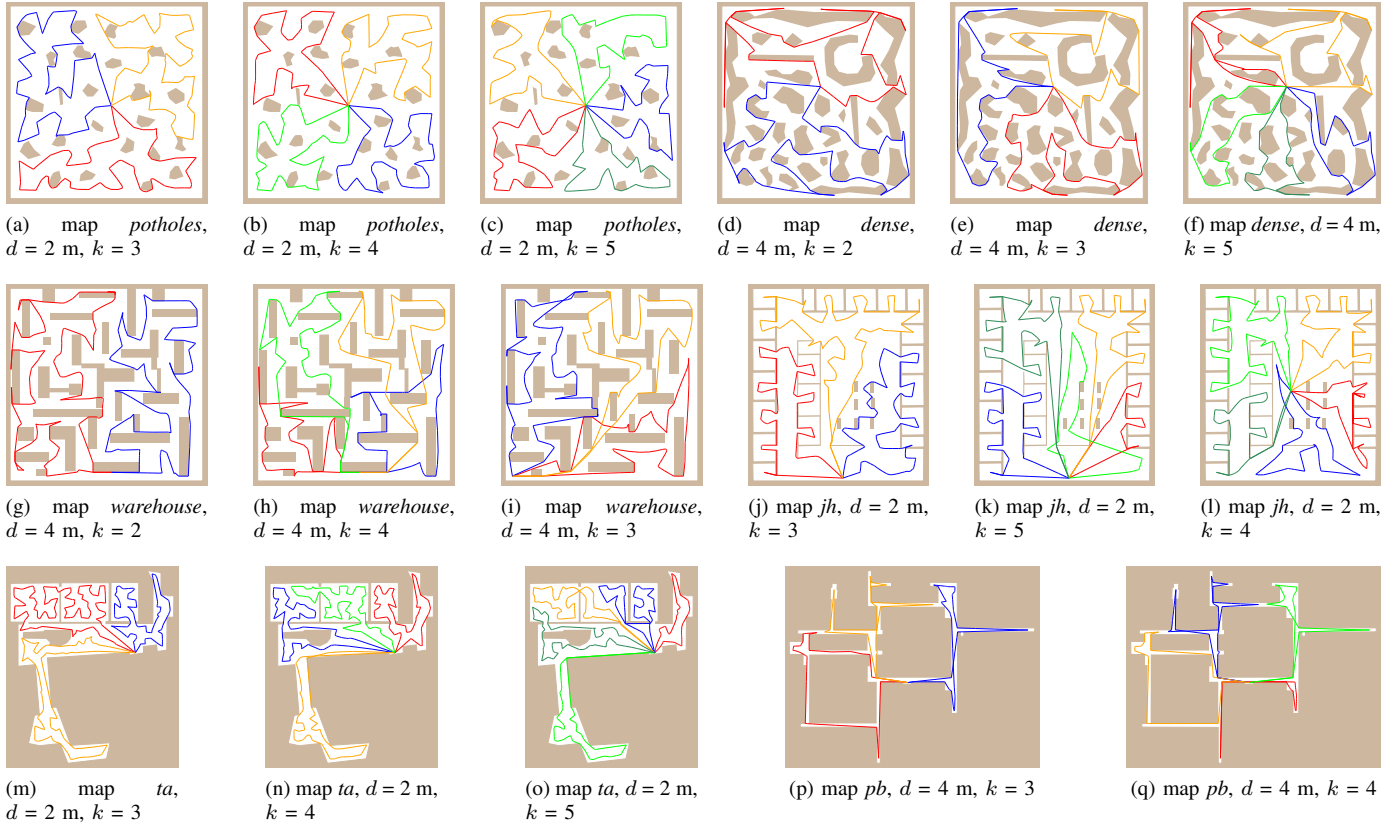 (a) map potholes,
d = 2 m, k = 3
(b) map potholes,
d = 2 m, k = 4
(c) map potholes,
d = 2 m, k = 5
(d) map dense,
d = 4 m, k = 2
(e) map dense,
d = 4 m, k = 3
(f) map dense, d = 4 m,
k = 5
(g) map warehouse,
d = 4 m, k = 2
(h) map warehouse,
d = 4 m, k = 4
(i) map warehouse,
d = 4 m, k = 3
(j) map jh, d = 2 m,
k = 3
(k) map jh, d = 2 m,
k = 5
(l) map jh, d = 2 m,
k = 4
(m) map ta,
d = 2 m, k = 3
(n) map ta, d = 2 m,
k = 4
(o) map ta, d = 2 m,
k = 5
(p) map pb, d = 4 m, k = 3
(q) map pb, d = 4 m, k = 4